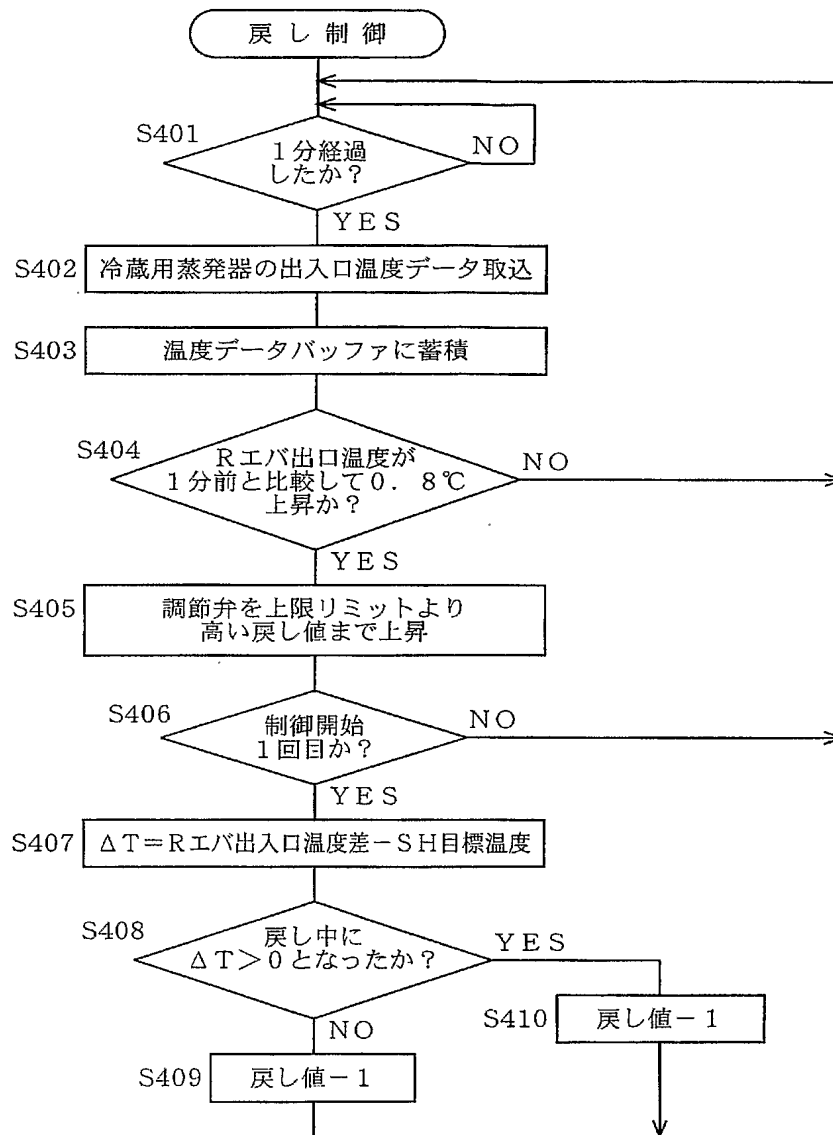 戻し制御
S401
1分経過
したか？
NO
YES
S402
冷蔵用蒸発器の出入口温度データ取込
S403
温度データバッファに蓄積
S404
Rエバ出口温度が
1分前と比較して0．8℃
上昇か？
NO
YES
S405
調節弁を上限リミットより
高い戻し値まで上昇
S406
制御開始
1回目か？
NO
YES
S407
ΔT＝Rエバ出入口温度差－SH目標温度
S408
戻し中に
ΔT＞0となったか？
YES
NO
S410
戻し値－1
S409
戻し値－1